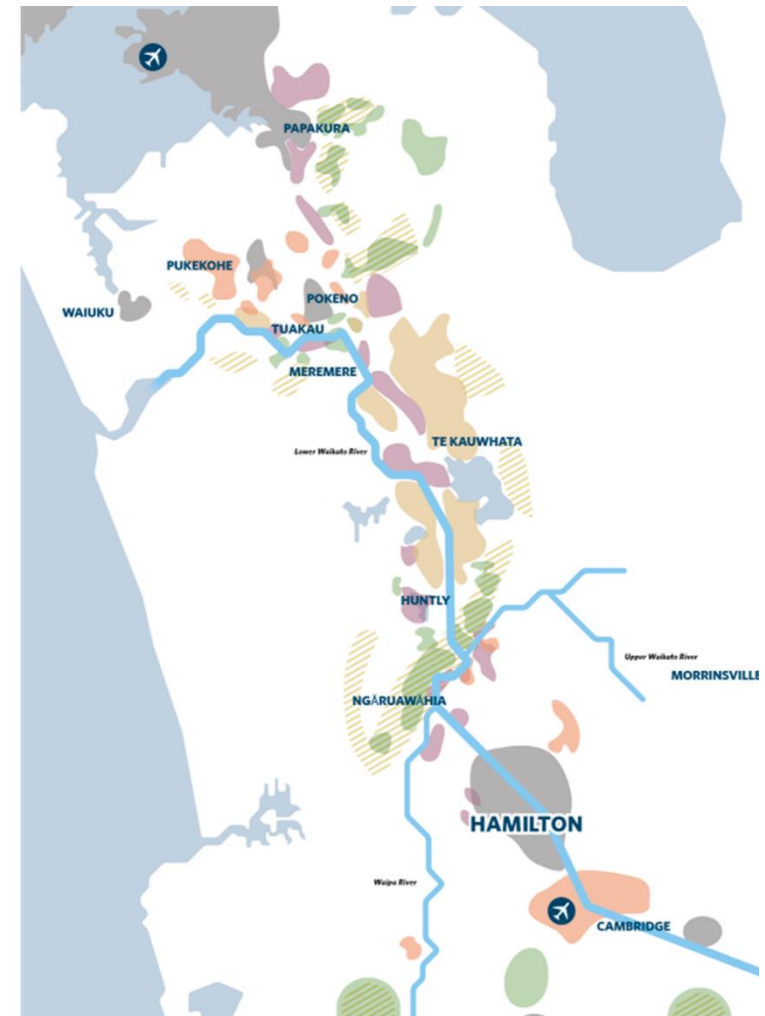 PAPAKURA
PUKEKOHE
POKENO
WAIUKU
TUAKAU
MEREMERE
TE KAUWHATA
Lower Waikato River
HUNTLY
Upper Waikato River
MORRINSVILLE
NGĀRUAWĀHIA
HAMILTON
Waipa River
CAMBRIDGE